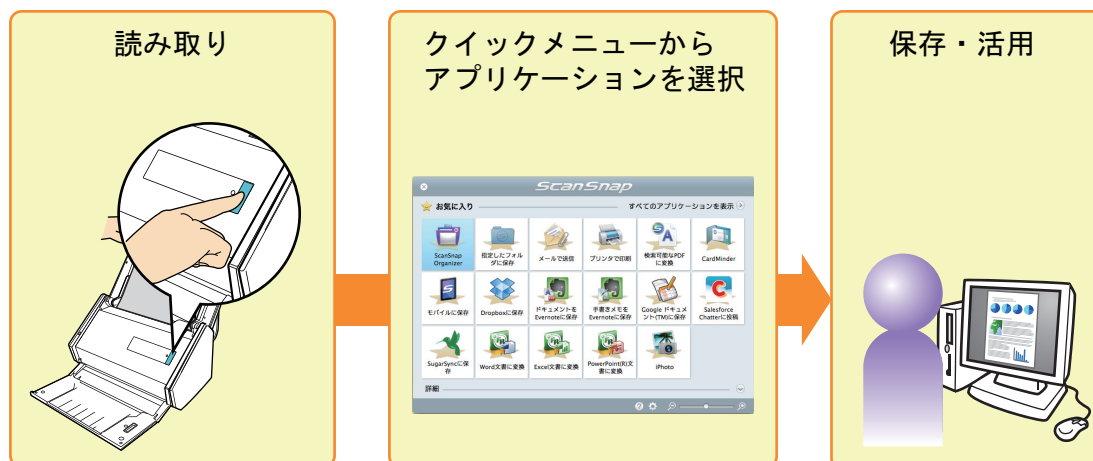 読み取り
クイックメニューから
アプリケーションを選択
保存・活用
ScanSnap
お気に入り
すべてのアプリケーションを表示
ScanSnap
Organizer
指定したフォル
ダに保存
メールで送信
プリンタで印刷
検索可能なPDF
に変換
CardMinder
モバイルに保存
Dropboxに保存
ドキュメントを
Evernoteに保存
手書きメモを
Evernoteに保存
Google ドキュメ
ント(TM)に保存
Salesforce
Chatterに投稿
SugarSyncに保
存
Word文書に変換
Excel文書に変換
PowerPoint(R)文
書に変換
iPhoto
詳細